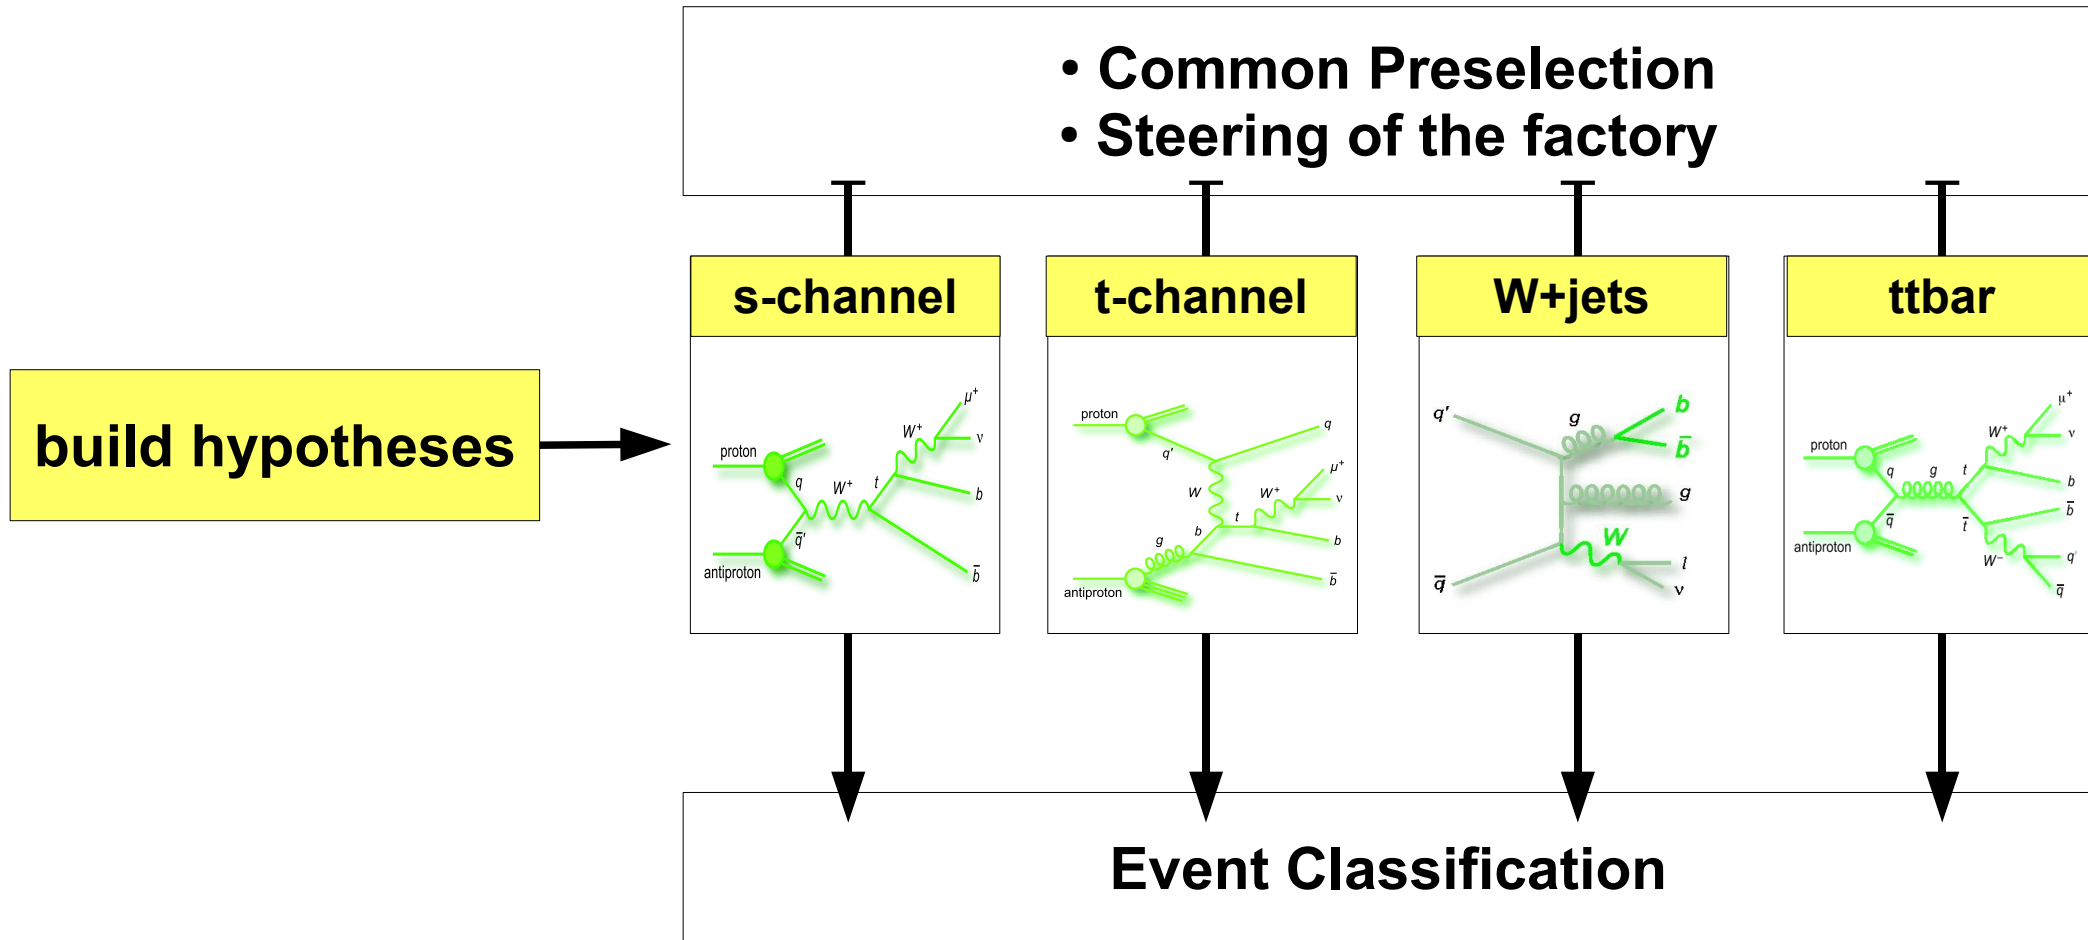 • Common Preselection
• Steering of the factory
s-channel
t-channel
W+jets
ttbar
build hypotheses
μ⁺
W⁺
ν
proton
q
W⁺
t
b
q̄'
antiproton
b̄
proton
q
q'
μ⁺
W
W⁺
ν
t
b
g
b
b̄
antiproton
q'
g
b
b̄
g
W
l
q̄
ν
μ⁺
W⁺
ν
proton
q
g
t
b
b̄
q̄
t̄
antiproton
W⁻
q'
q̄
Event Classification